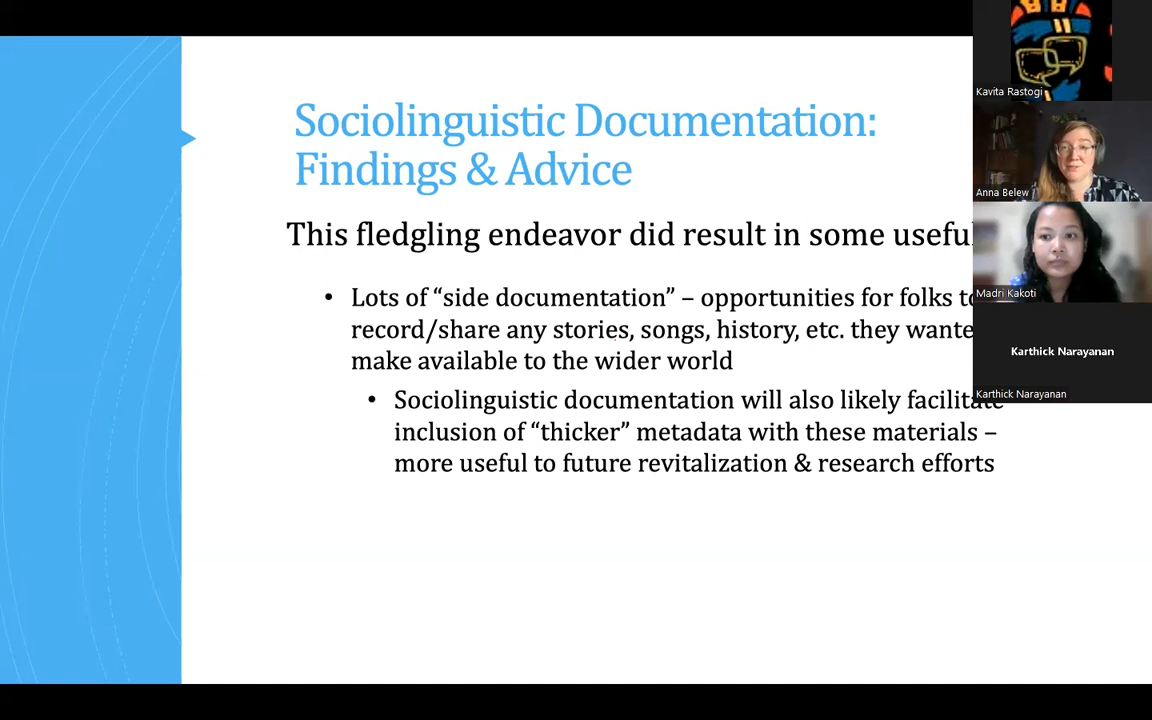 Sociolinguistic Documentation:
Findings & Advice
This fledgling endeavor did result in some useful
• Lots of “side documentation” – opportunities for folks to
record/share any stories, songs, history, etc. they wante
make available to the wider world
• Sociolinguistic documentation will also likely facilitate
inclusion of “thicker” metadata with these materials –
more useful to future revitalization & research efforts
Kavita Rastogi
Anna Belew
Madri Kakoti
Karthick Narayanan
Karthick Narayanan